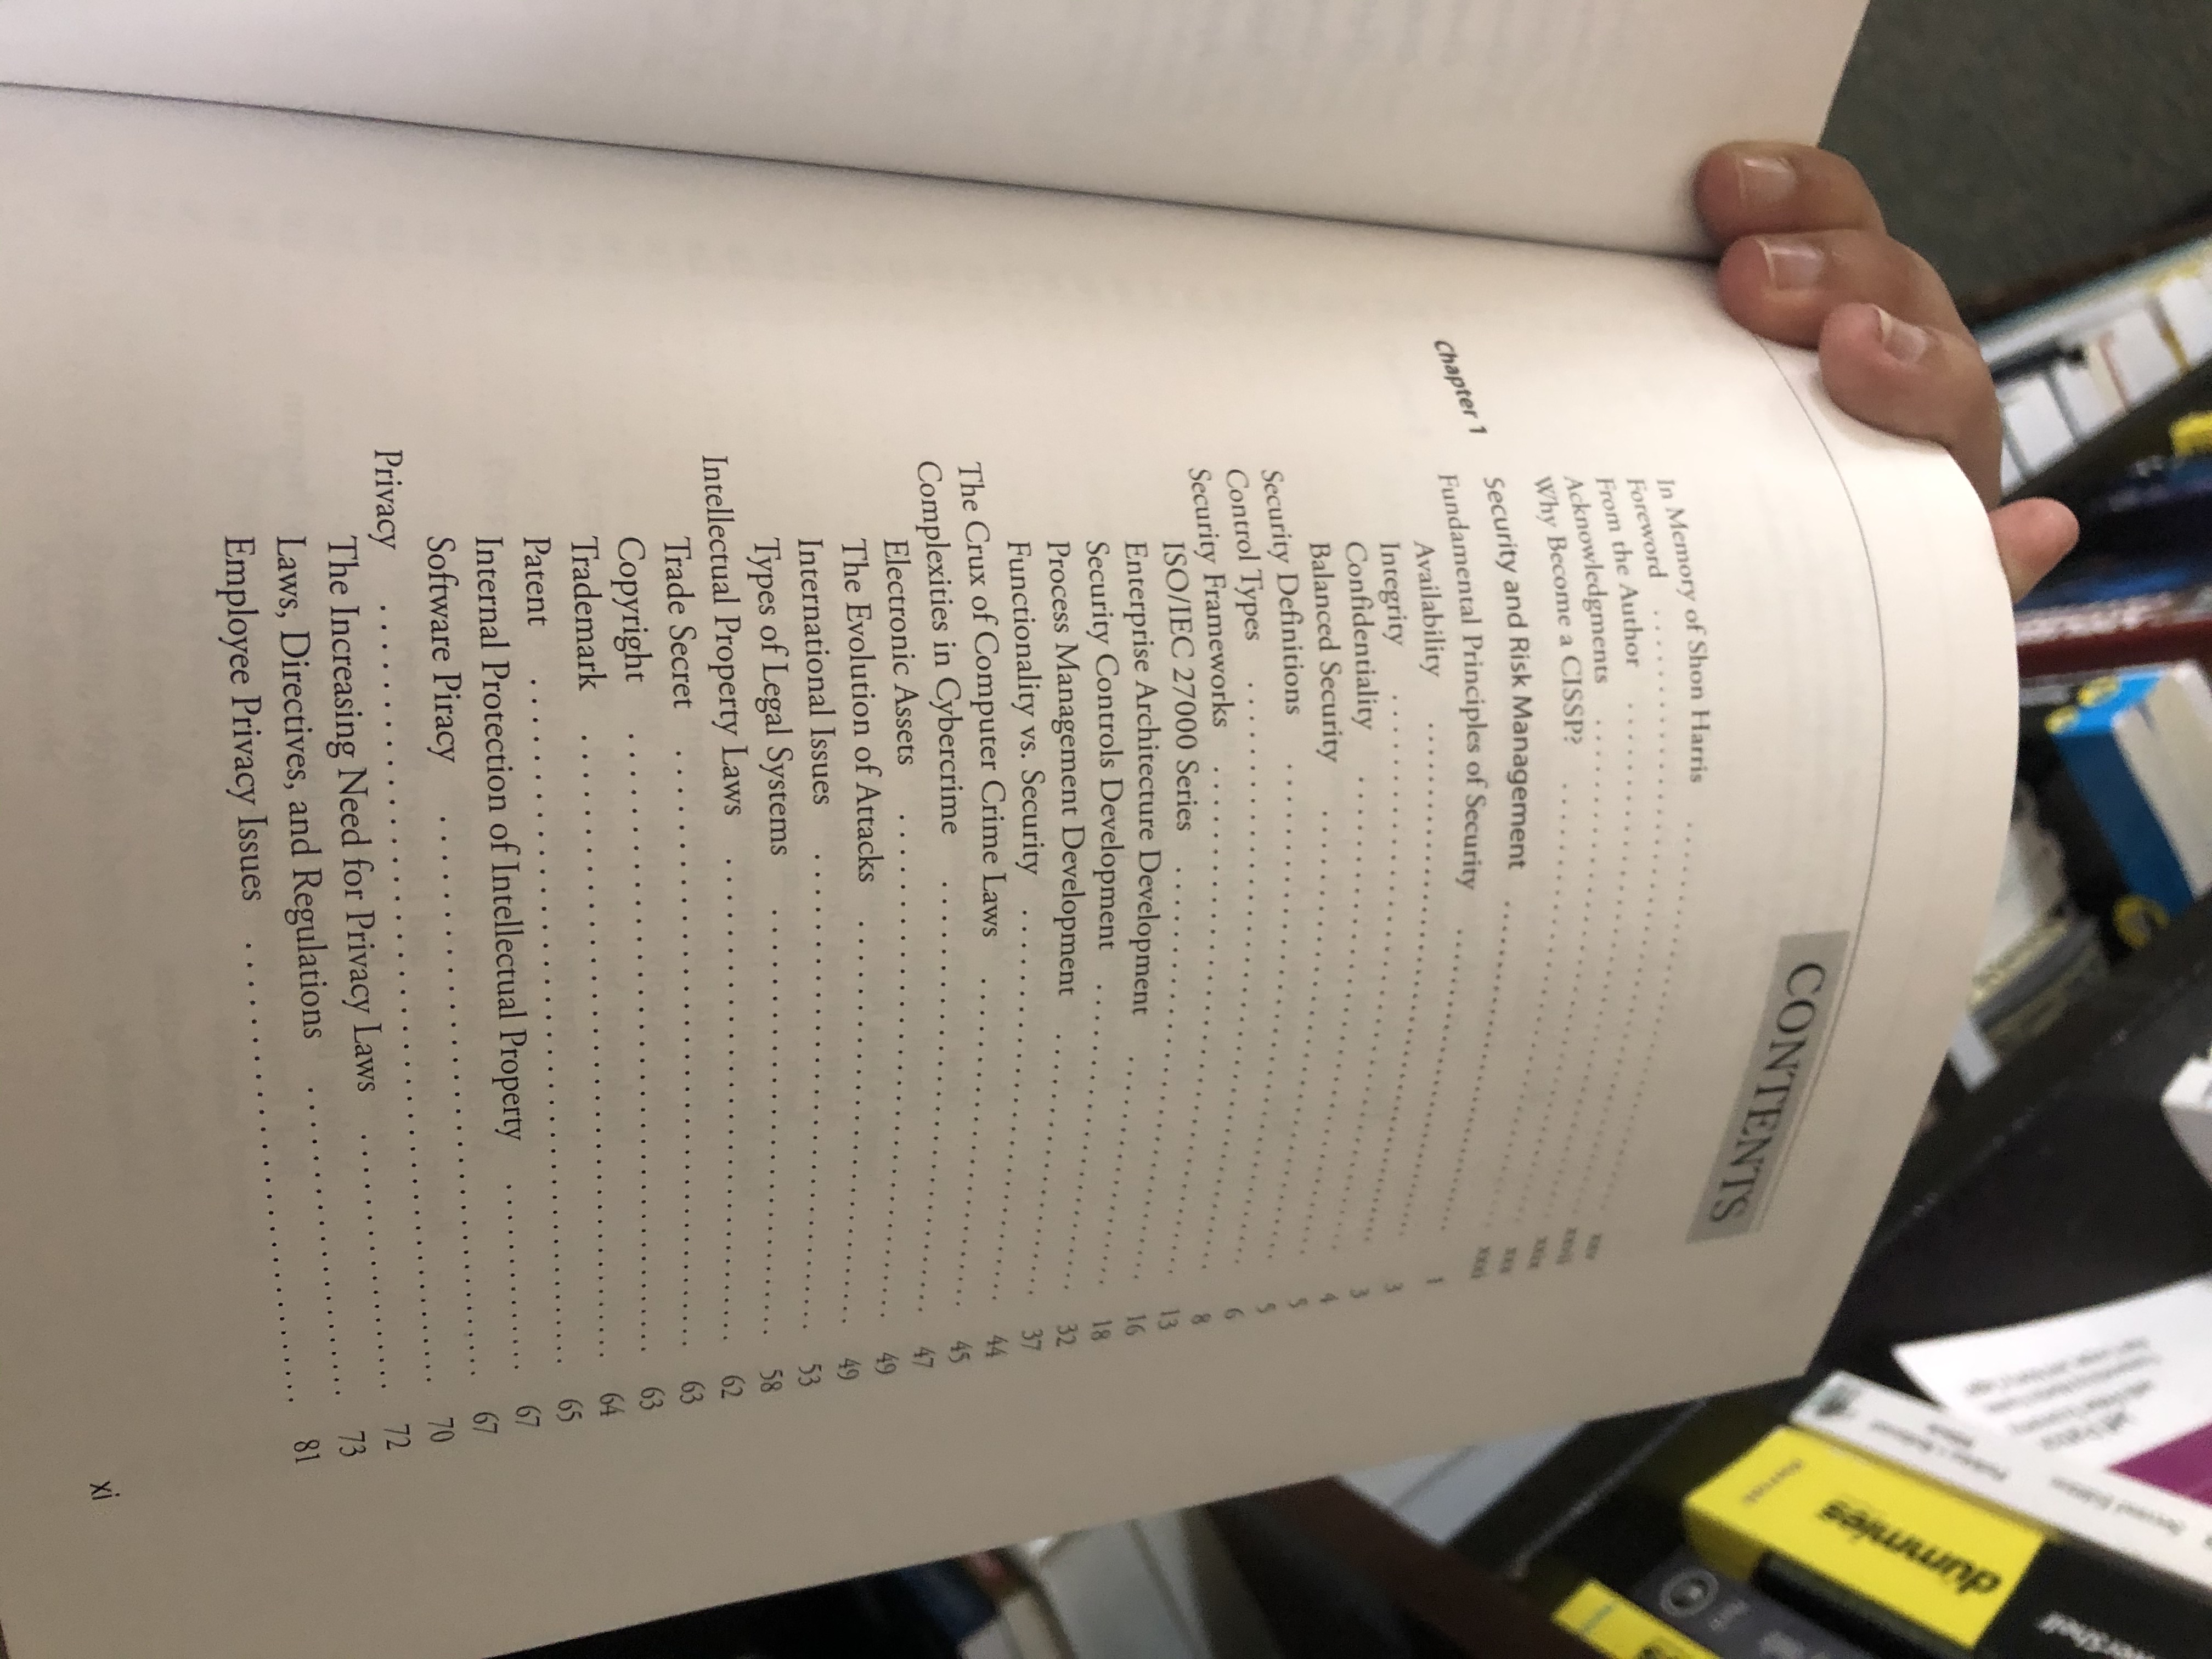 CONTENTS
In Memory of Shon Harris . . . . . . . . . . xxv
Foreword . . . . . . . . . . xxvii
From the Author . . . . . . . . . . xxix
Acknowledgments . . . . . . . . . . xxx
Why Become a CISSP? . . . . . . . . . . xxxi
Chapter 1 Security and Risk Management . . . . . . . . . . 1
Fundamental Principles of Security . . . . . . . . . . 3
Availability . . . . . . . . . . 3
Integrity . . . . . . . . . . 4
Confidentiality . . . . . . . . . . 5
Balanced Security . . . . . . . . . . 5
Security Definitions . . . . . . . . . . 6
Control Types . . . . . . . . . . 8
Security Frameworks . . . . . . . . . . 13
ISO/IEC 27000 Series . . . . . . . . . . 16
Enterprise Architecture Development . . . . . . . . . . 18
Security Controls Development . . . . . . . . . . 32
Process Management Development . . . . . . . . . . 37
Functionality vs. Security . . . . . . . . . . 44
The Crux of Computer Crime Laws . . . . . . . . . . 45
Complexities in Cybercrime . . . . . . . . . . 47
Electronic Assets . . . . . . . . . . 49
The Evolution of Attacks . . . . . . . . . . 49
International Issues . . . . . . . . . . 53
Types of Legal Systems . . . . . . . . . . 58
Intellectual Property Laws . . . . . . . . . . 62
Trade Secret . . . . . . . . . . 63
Copyright . . . . . . . . . . 63
Trademark . . . . . . . . . . 64
Patent . . . . . . . . . . 65
Internal Protection of Intellectual Property . . . . . . . . . . 67
Software Piracy . . . . . . . . . . 67
Privacy . . . . . . . . . . 70
The Increasing Need for Privacy Laws . . . . . . . . . . 72
Laws, Directives, and Regulations . . . . . . . . . . 73
Employee Privacy Issues . . . . . . . . . . 81
xi
dummies